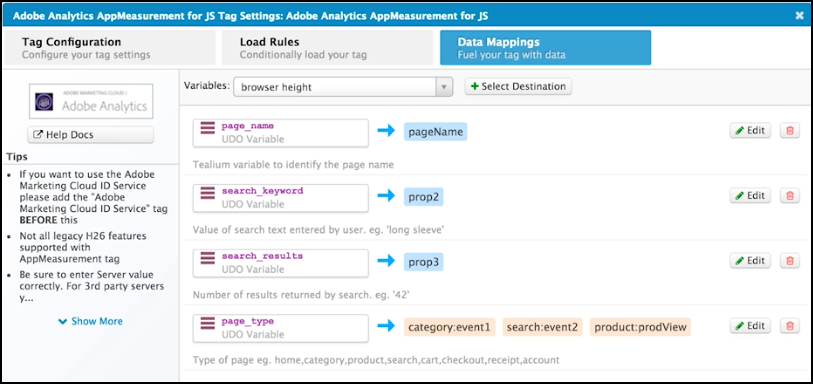 Adobe Analytics AppMeasurement for JS Tag Settings: Adobe Analytics AppMeasurement for JS
Tag Configuration
Configure your tag settings
Load Rules
Conditionally load your tag
Data Mappings
Fuel your tag with data
ADOBE MARKETING CLOUD
Adobe Analytics
Help Docs
Tips
If you want to use the Adobe
Marketing Cloud ID Service
please add the "Adobe
Marketing Cloud ID Service" tag
BEFORE this
Not all legacy H26 features
supported with
AppMeasurement tag
Be sure to enter Server value
correctly. For 3rd party servers
y...
Show More
Variables: browser height Select Destination
page_name
UDO Variable
pageName
Edit
Tealium variable to identify the page name
search_keyword
UDO Variable
prop2
Edit
Value of search text entered by user. eg. 'long sleeve'
search_results
UDO Variable
prop3
Edit
Number of results returned by search. eg. '42'
page_type
UDO Variable
category:event1 search:event2 product:prodView
Edit
Type of page eg. home,category,product,search,cart,checkout,receipt,account